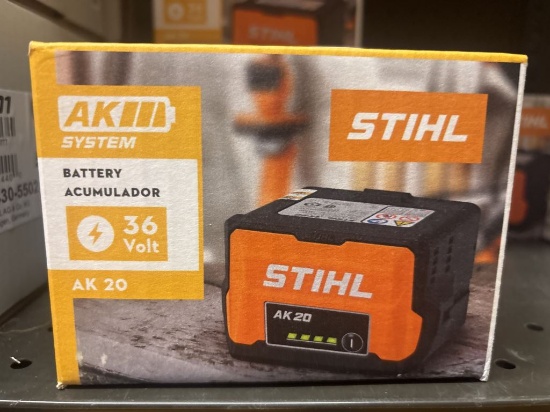 AK
SYSTEM
BATTERY
ACUMULADOR
36
Volt
AK 20
STIHL
STIHL
AK 20